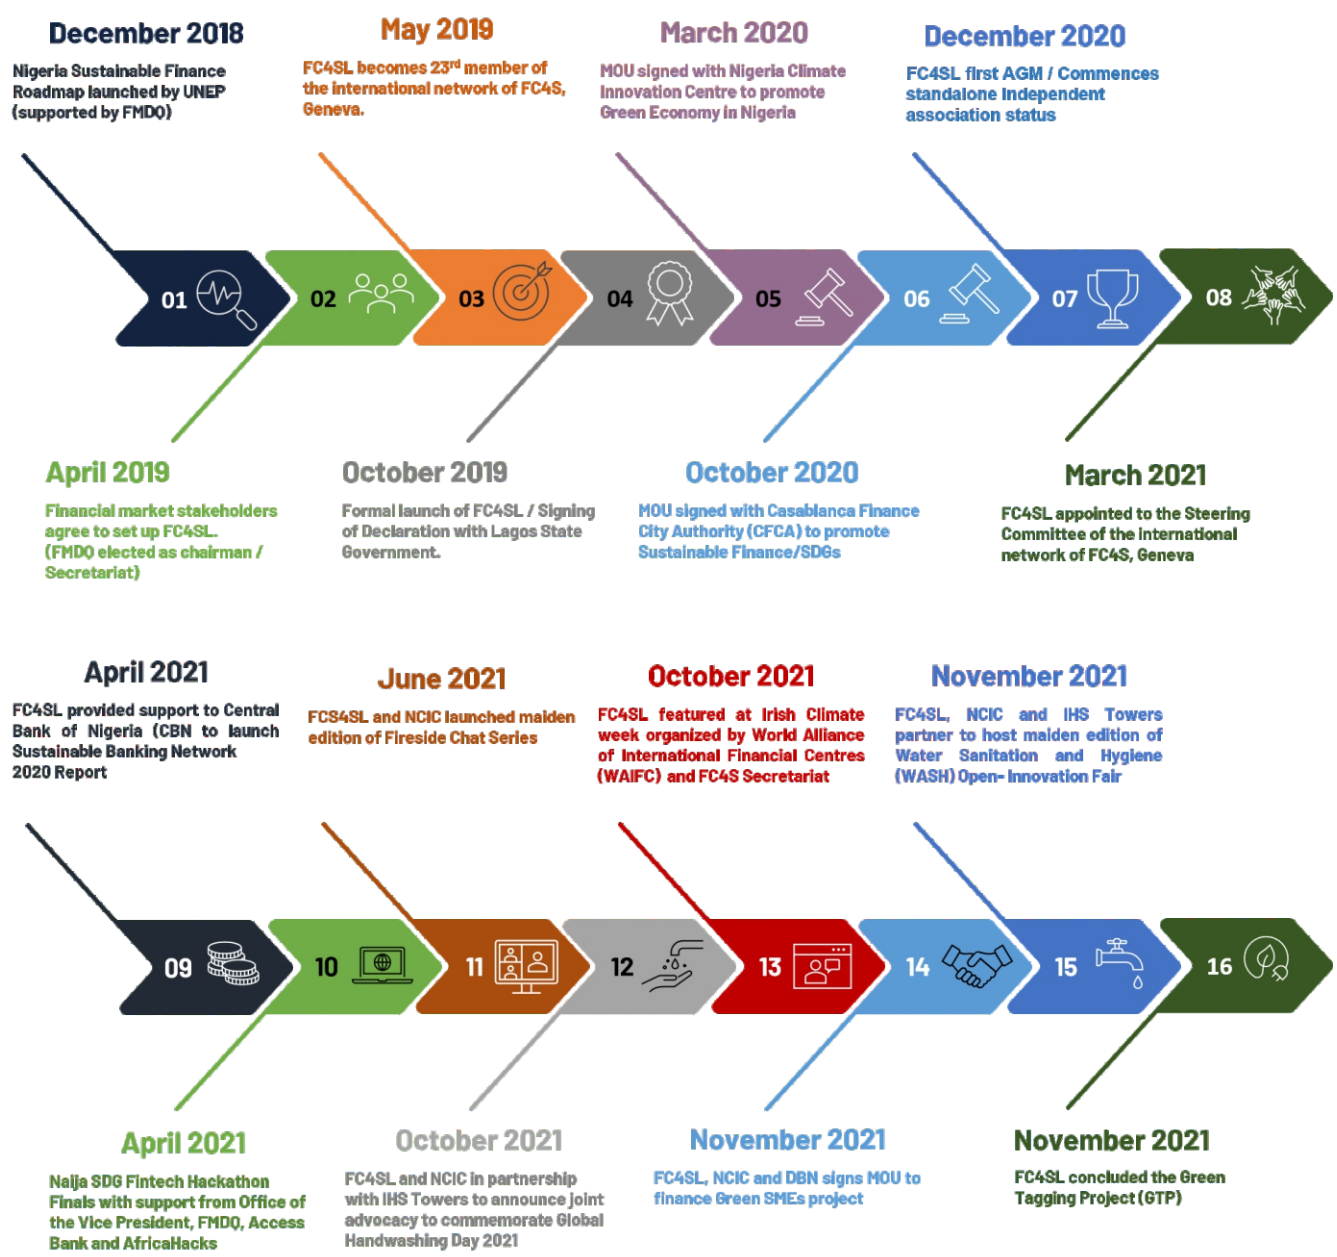 December 2018
Nigeria Sustainable Finance
Roadmap launched by UNEP
(supported by FMDQ)
May 2019
FC4SL becomes 23rd member of
the international network of FC4S,
Geneva.
March 2020
MOU signed with Nigeria Climate
Innovation Centre to promote
Green Economy in Nigeria
December 2020
FC4SL first AGM / Commences
standalone Independent
association status
01
02
03
04
05
06
07
08
April 2019
Financial market stakeholders
agree to set up FC4SL.
(FMDQ elected as chairman /
Secretariat)
October 2019
Formal launch of FC4SL / Signing
of Declaration with Lagos State
Government.
October 2020
MOU signed with Casablanca Finance
City Authority (CFCA) to promote
Sustainable Finance/SDGs
March 2021
FC4SL appointed to the Steering
Committee of the international
network of FC4S, Geneva
April 2021
FC4SL provided support to Central
Bank of Nigeria (CBN to launch
Sustainable Banking Network
2020 Report
June 2021
FCS4SL and NCIC launched maiden
edition of Fireside Chat Series
October 2021
FC4SL featured at Irish Climate
week organized by World Alliance
of International Financial Centres
(WAIFC) and FC4S Secretariat
November 2021
FC4SL, NCIC and IHS Towers
partner to host maiden edition of
Water Sanitation and Hygiene
(WASH) Open- Innovation Fair
09
10
11
12
13
14
15
16
April 2021
Naija SDG Fintech Hackathon
Finals with support from Office of
the Vice President, FMDQ, Access
Bank and AfricaHacks
October 2021
FC4SL and NCIC in partnership
with IHS Towers to announce joint
advocacy to commemorate Global
Handwashing Day 2021
November 2021
FC4SL, NCIC and DBN signs MOU to
finance Green SMEs project
November 2021
FC4SL concluded the Green
Tagging Project (GTP)